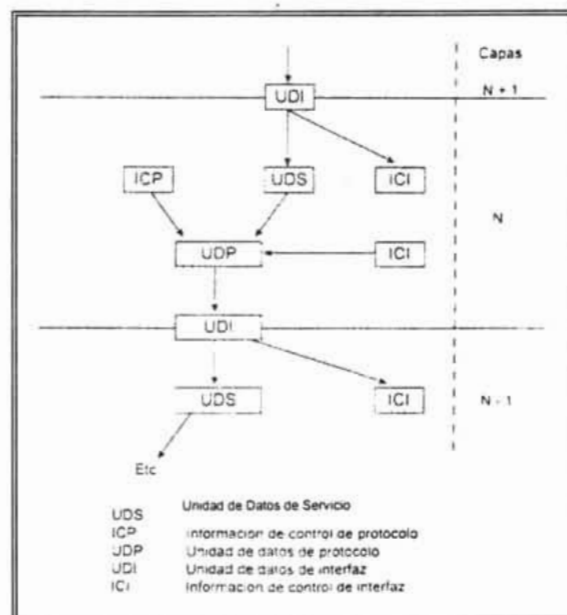 Capas
UDI
N + 1
ICP
UDS
ICI
N
UDP
ICI
UDI
UDS
ICI
N - 1
Etc
UDS Unidad de Datos de Servicio
ICP Información de control de protocolo
UDP Unidad de datos de protocolo
UDI Unidad de datos de interfaz
ICI Información de control de interfaz